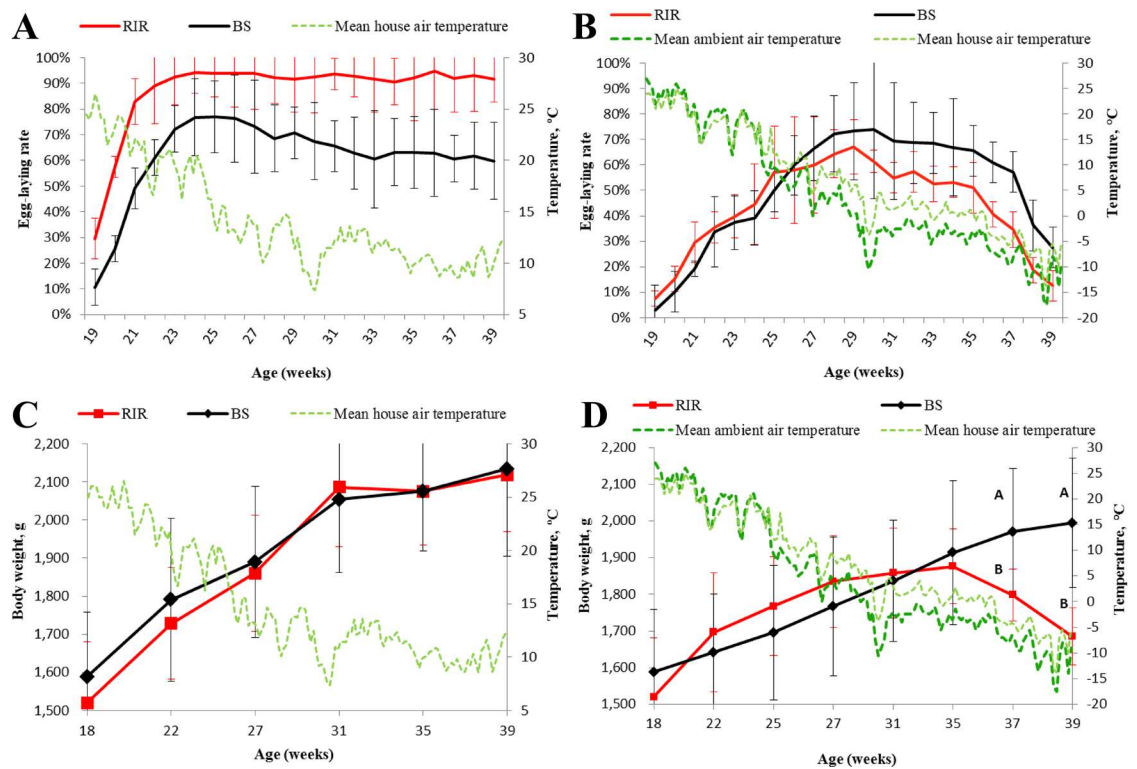 A
RIR BS Mean house air temperature
Egg-laying rate
100%
90%
80%
70%
60%
50%
40%
30%
20%
10%
0%
30
25
20
15
10
5
Temperature, °C
19 21 23 25 27 29 31 33 35 37 39
Age (weeks)
B
RIR BS
Mean ambient air temperature Mean house air temperature
Egg-laying rate
100%
90%
80%
70%
60%
50%
40%
30%
20%
10%
0%
30
25
20
15
10
5
0
-5
-10
-15
-20
Temperature, °C
19 21 23 25 27 29 31 33 35 37 39
Age (weeks)
C
RIR BS Mean house air temperature
Body weight, g
2,200
2,100
2,000
1,900
1,800
1,700
1,600
1,500
30
25
20
15
10
5
Temperature, °C
18 22 27 31 35 39
Age (weeks)
D
RIR BS
Mean ambient air temperature Mean house air temperature
Body weight, g
2,200
2,100
2,000
1,900
1,800
1,700
1,600
1,500
A A
B
B
30
25
20
15
10
5
0
-5
-10
-15
-20
Temperature, °C
18 22 25 27 31 35 37 39
Age (weeks)